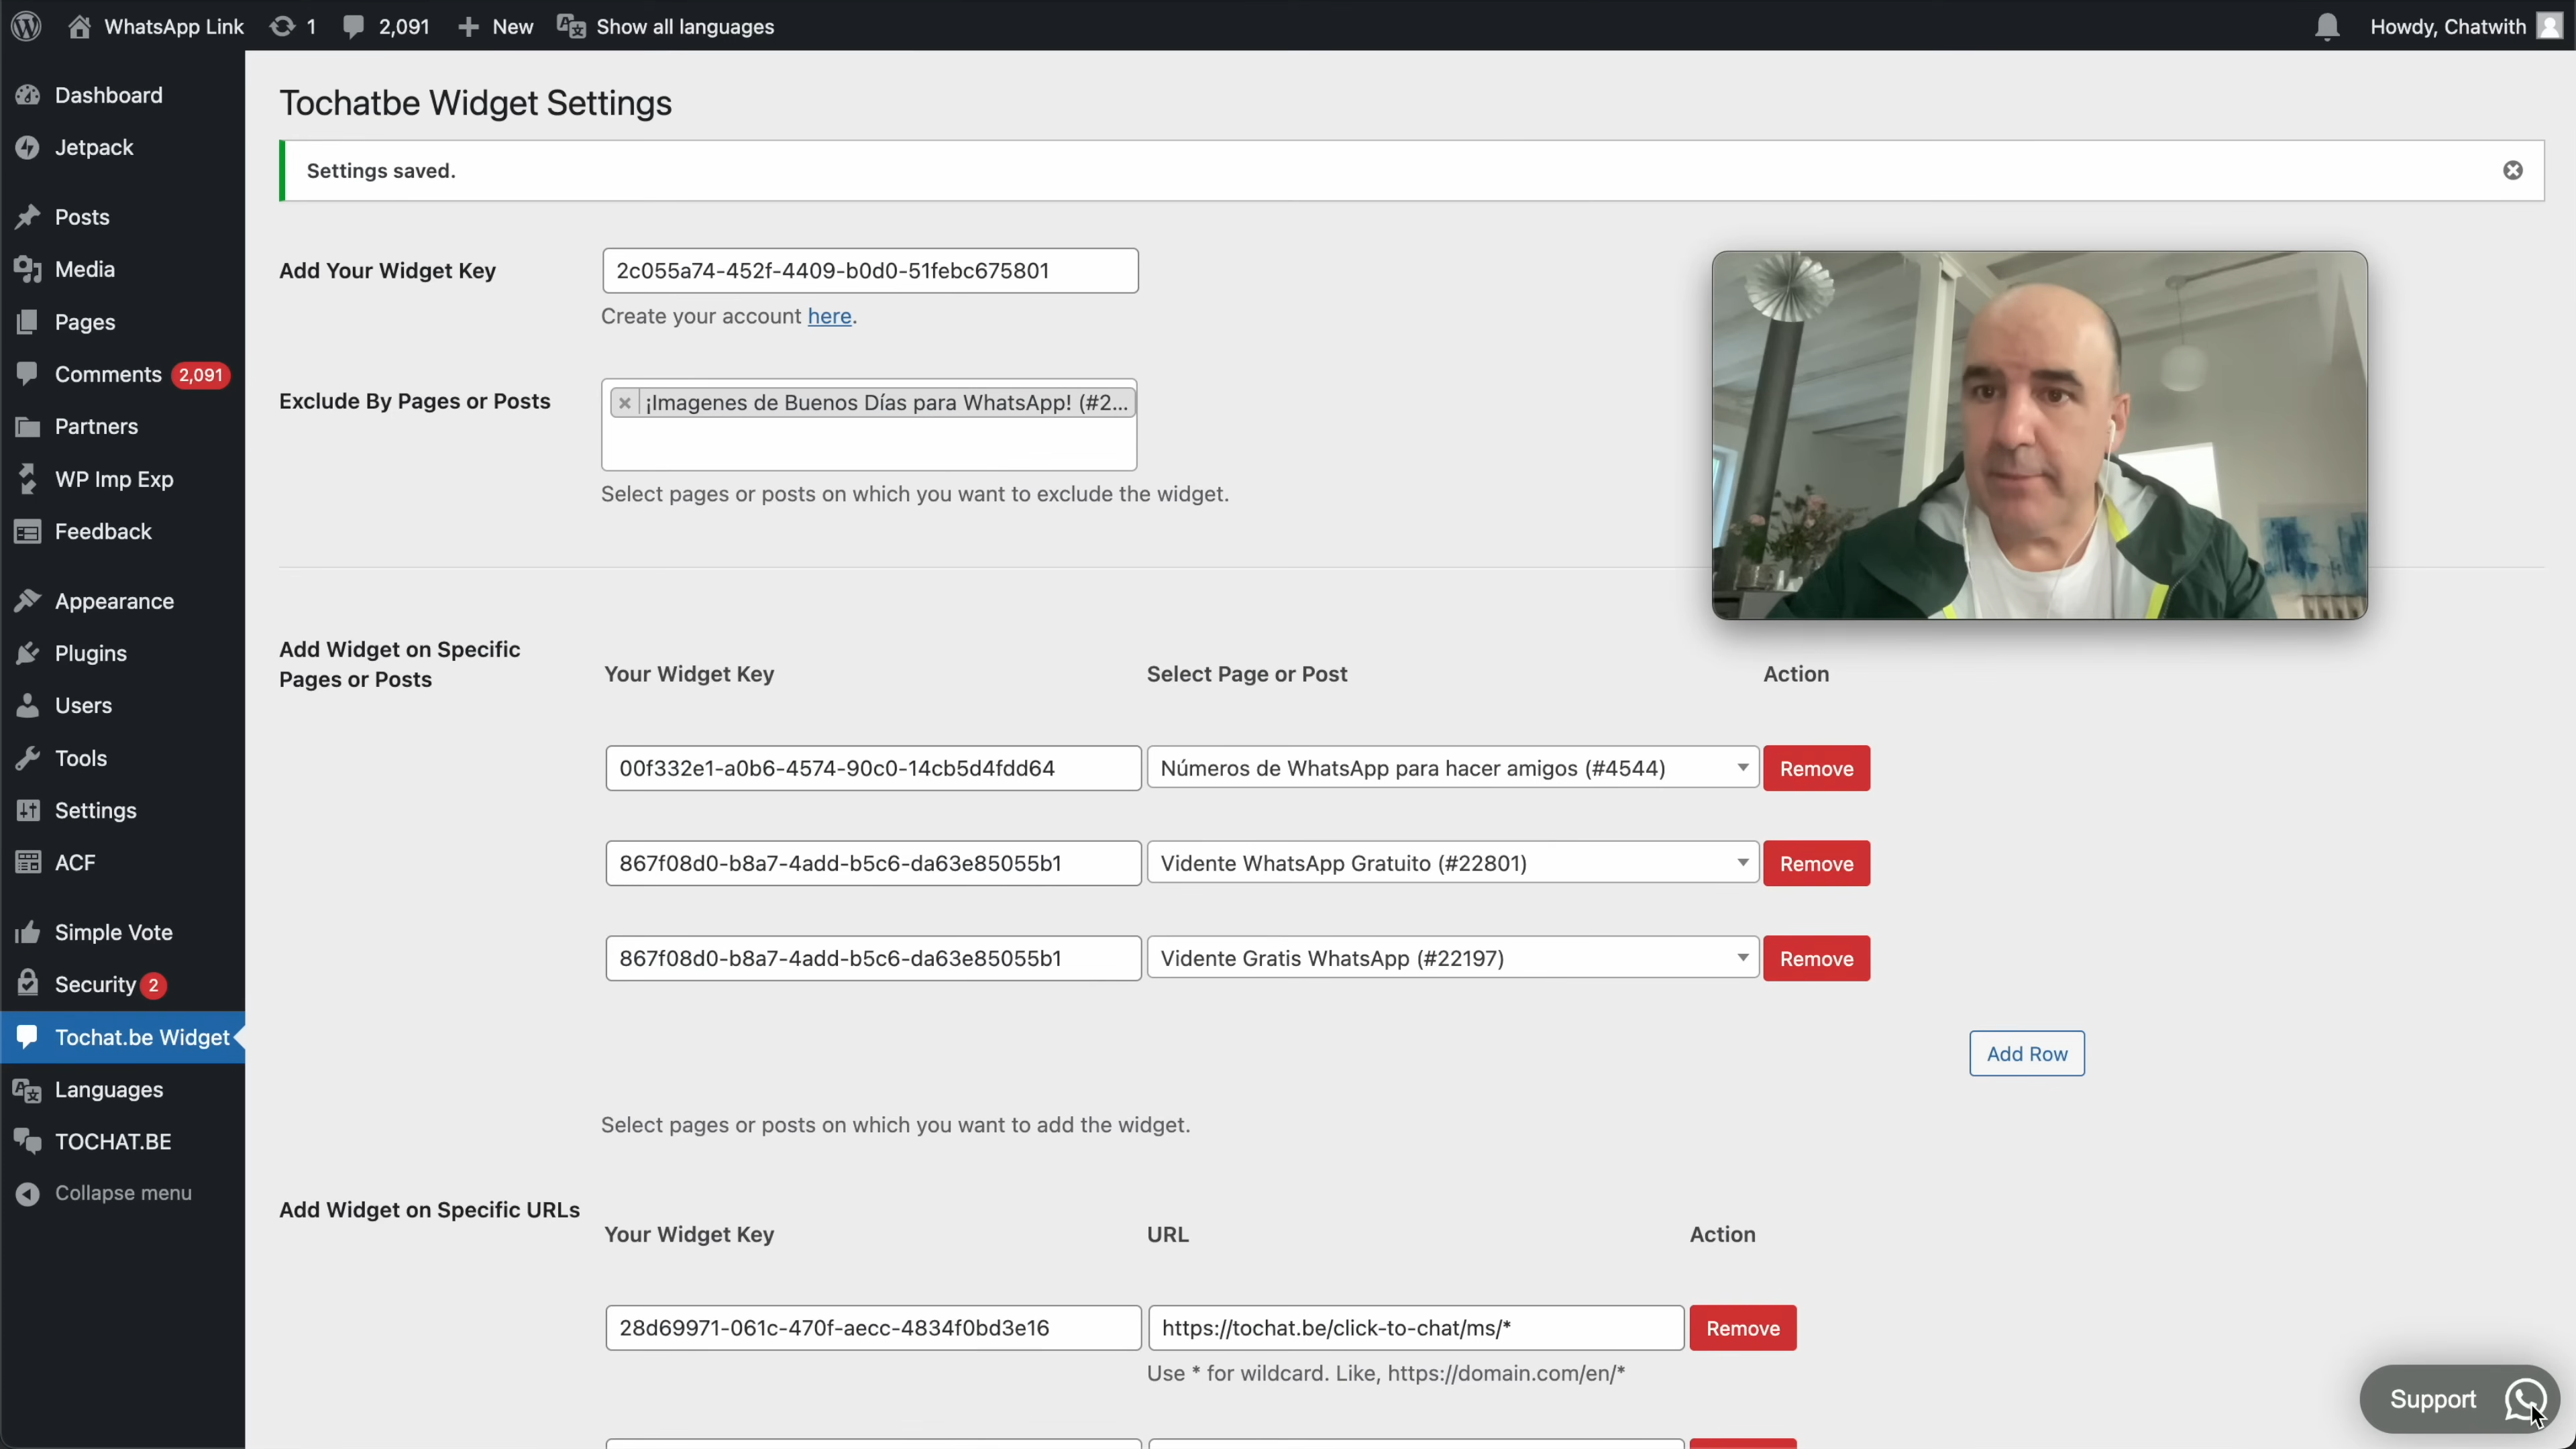 WhatsApp Link 1 2,091 New Show all languages Howdy, Chatwith
Dashboard
Jetpack
Posts
Media
Pages
Comments 2,091
Partners
WP Imp Exp
Feedback
Appearance
Plugins
Users
Tools
Settings
ACF
Simple Vote
Security 2
Tochat.be Widget
Languages
TOCHAT.BE
Collapse menu
Tochatbe Widget Settings
Settings saved.
Add Your Widget Key
2c055a74-452f-4409-b0d0-51febc675801
Create your account here.
Exclude By Pages or Posts
× ¡Imagenes de Buenos Días para WhatsApp! (#2...
Select pages or posts on which you want to exclude the widget.
Add Widget on Specific
Pages or Posts
Your Widget Key Select Page or Post Action
00f332e1-a0b6-4574-90c0-14cb5d4fdd64 Números de WhatsApp para hacer amigos (#4544) Remove
867f08d0-b8a7-4add-b5c6-da63e85055b1 Vidente WhatsApp Gratuito (#22801) Remove
867f08d0-b8a7-4add-b5c6-da63e85055b1 Vidente Gratis WhatsApp (#22197) Remove
Add Row
Select pages or posts on which you want to add the widget.
Add Widget on Specific URLs
Your Widget Key URL Action
28d69971-061c-470f-aecc-4834f0bd3e16 https://tochat.be/click-to-chat/ms/* Remove
Use * for wildcard. Like, https://domain.com/en/*
Support